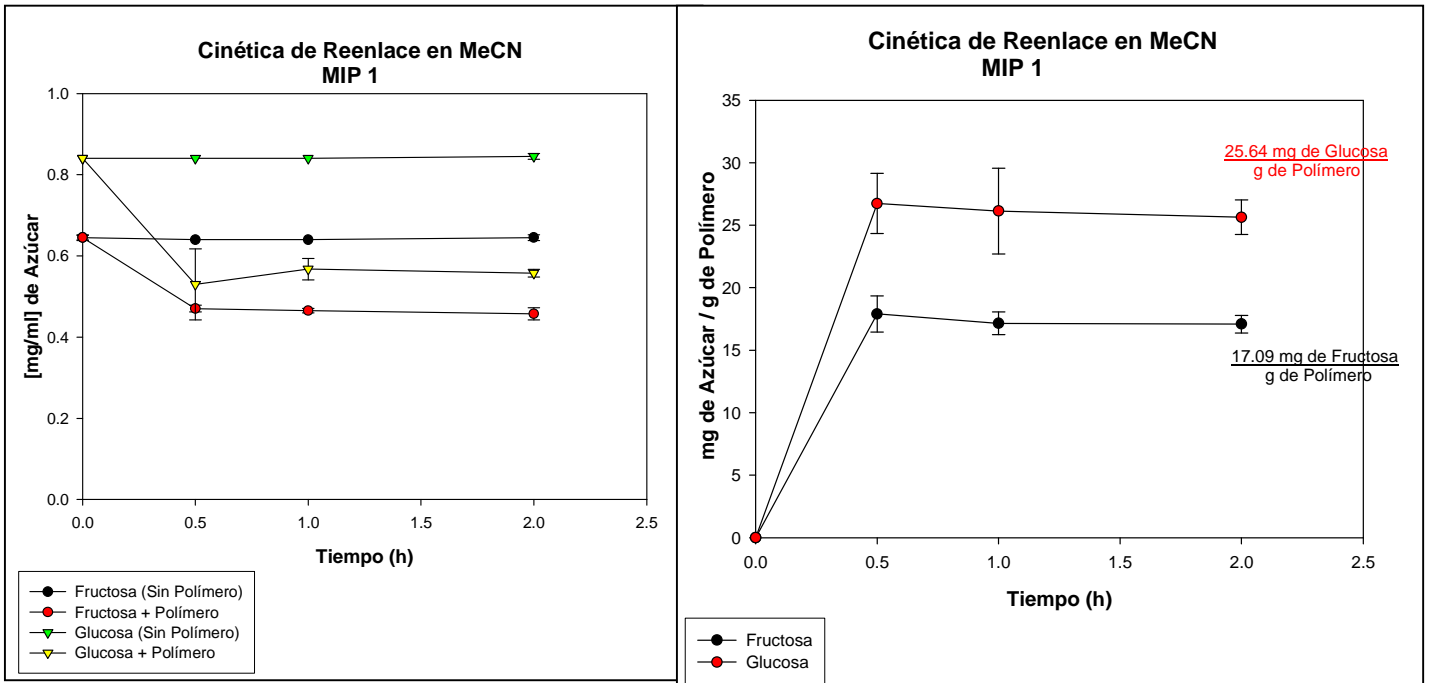 Cinética de Reenlace en MeCN
MIP 1
1.0
0.8
0.6
0.4
0.2
0.0
[mg/ml] de Azúcar
0.0 0.5 1.0 1.5 2.0 2.5
Tiempo (h)
Fructosa (Sin Polímero)
Fructosa + Polímero
Glucosa (Sin Polímero)
Glucosa + Polímero
Cinética de Reenlace en MeCN
MIP 1
35
30
25
20
15
10
5
0
mg de Azúcar / g de Polímero
25.64 mg de Glucosa
g de Polímero
17.09 mg de Fructosa
g de Polímero
0.0 0.5 1.0 1.5 2.0 2.5
Tiempo (h)
Fructosa
Glucosa